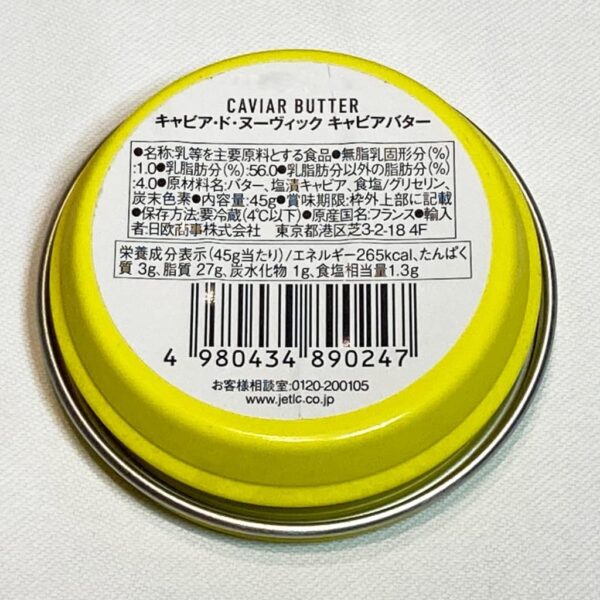 CAVIAR BUTTER
キャビア・ド・ヌーヴィック キャビアバター
●名称:乳等を主要原料とする食品●無脂乳固形分(%)
:1.0●乳脂肪分(%):56.0●乳脂肪分以外の脂肪分(%)
:4.0●原材料名:バター、塩漬キャビア、食塩/グリセリン、
炭末色素●内容量:45g●賞味期限:枠外上部に記載
●保存方法:要冷蔵(4℃以下)●原産国名:フランス●輸入
者:日欧商事株式会社 東京都港区芝3-2-18 4F
栄養成分表示(45g当たり)/エネルギー265kcal、たんぱく
質 3g、脂質 27g、炭水化物 1g、食塩相当量1.3g
4 980434 890247
お客様相談室:0120-200105
www.jetlc.co.jp